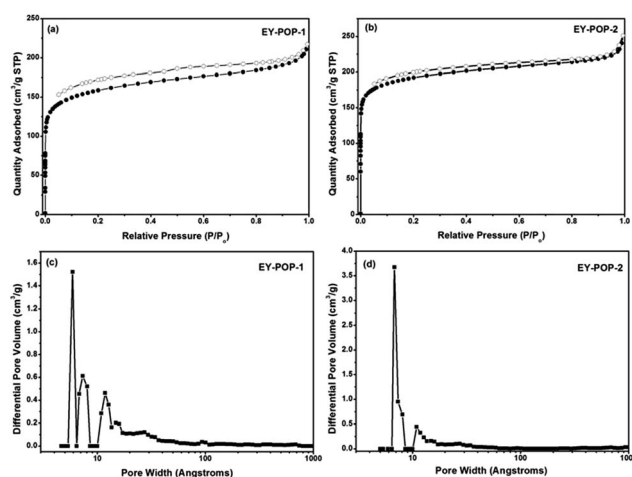 (a)
EY-POP-1
Quantity Adsorbed (cm³/g STP)
250
200
150
100
50
0
0.0 0.2 0.4 0.6 0.8 1.0
Relative Pressure (P/Pₒ)
(b)
EY-POP-2
Quantity Adsorbed (cm³/g STP)
250
200
150
100
50
0
0.0 0.2 0.4 0.6 0.8 1.0
Relative Pressure (P/Pₒ)
(c)
EY-POP-1
Differential Pore Volume (cm³/g)
1.6
1.4
1.2
1.0
0.8
0.6
0.4
0.2
0.0
10 100 1000
Pore Width (Angstroms)
(d)
EY-POP-2
Differential Pore Volume (cm³/g)
4.0
3.5
3.0
2.5
2.0
1.5
1.0
0.5
0.0
10 100 1000
Pore Width (Angstroms)